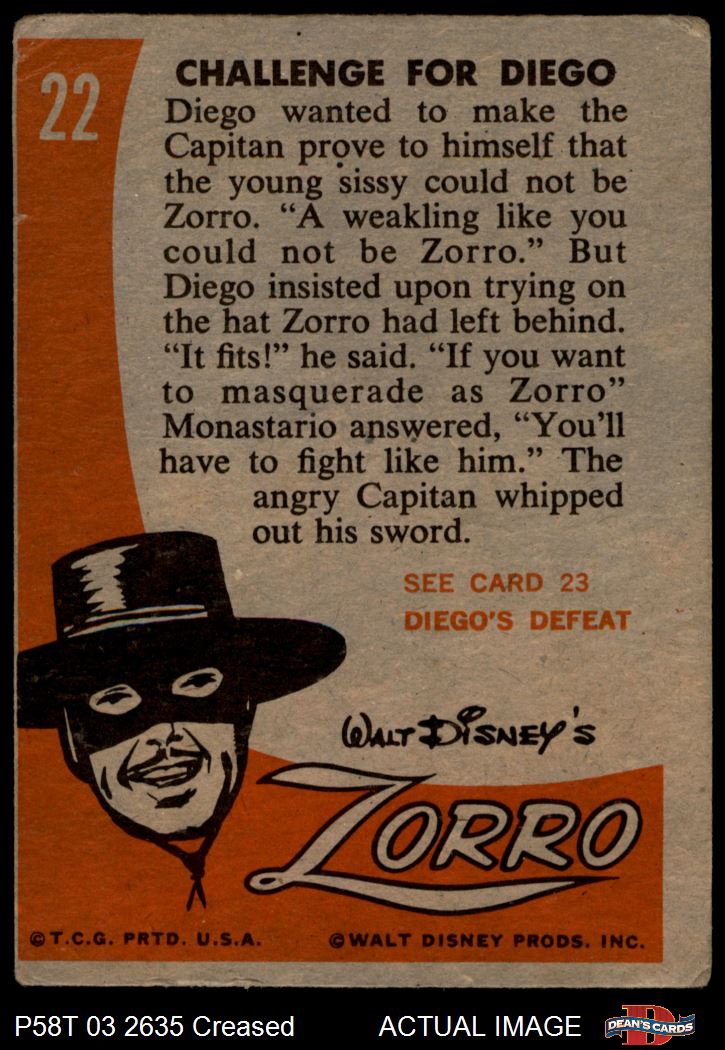 22
CHALLENGE FOR DIEGO
Diego wanted to make the
Capitan prove to himself that
the young sissy could not be
Zorro. “A weakling like you
could not be Zorro.” But
Diego insisted upon trying on
the hat Zorro had left behind.
“It fits!” he said. “If you want
to masquerade as Zorro”
Monastario answered, “You’ll
have to fight like him.” The
angry Capitan whipped
out his sword.
SEE CARD 23
DIEGO'S DEFEAT
WALT DISNEY's
ZORRO
©T.C.G. PRTD. U.S.A.
©WALT DISNEY PRODS. INC.
P58T 03 2635 Creased
ACTUAL IMAGE
D
DEAN'S CARDS